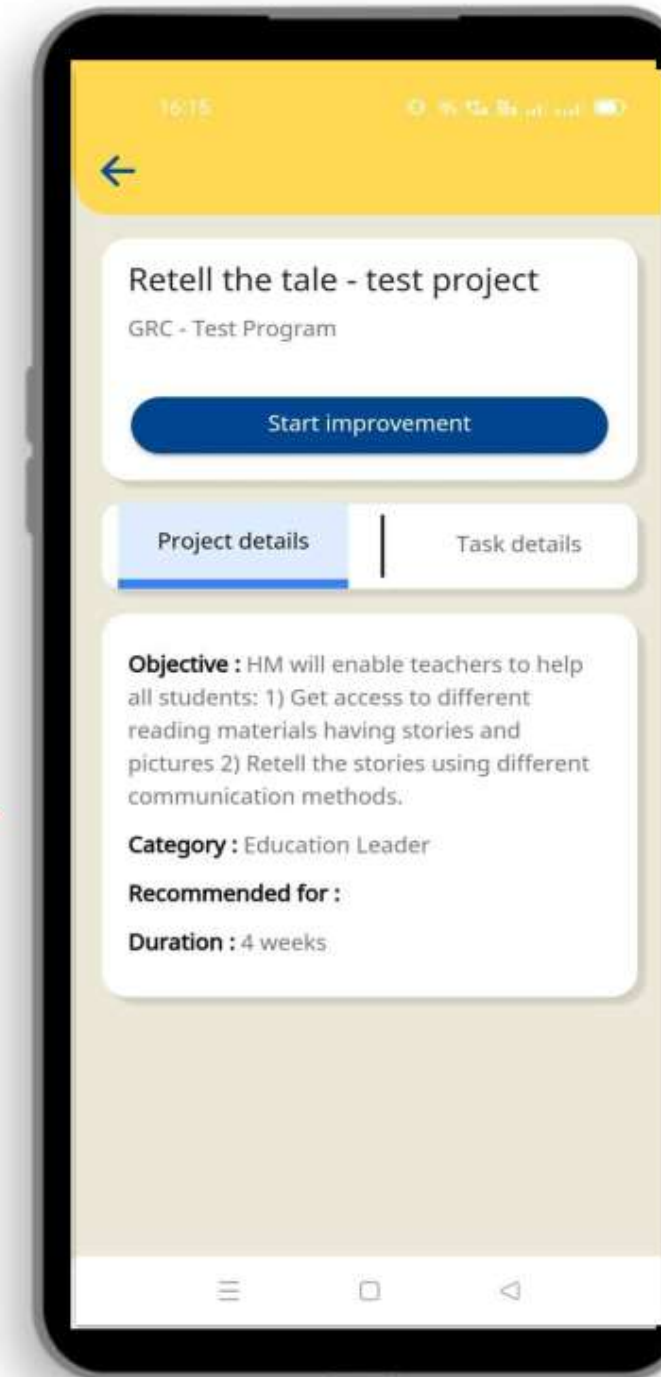 16:15
Retell the tale - test project
GRC - Test Program
Start improvement
Project details
Task details
Objective : HM will enable teachers to help
all students: 1) Get access to different
reading materials having stories and
pictures 2) Retell the stories using different
communication methods.
Category : Education Leader
Recommended for :
Duration : 4 weeks